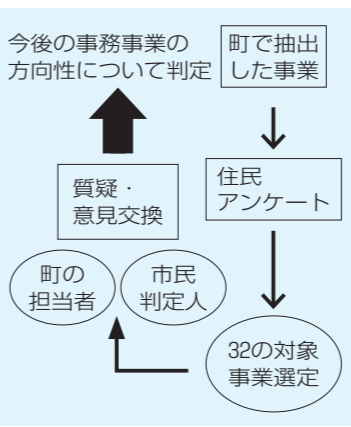 今後の事務事業の
方向性について判定
町で抽出
した事業
住民
アンケート
32の対象
事業選定
町の
担当者
市民
判定人
質疑・
意見交換